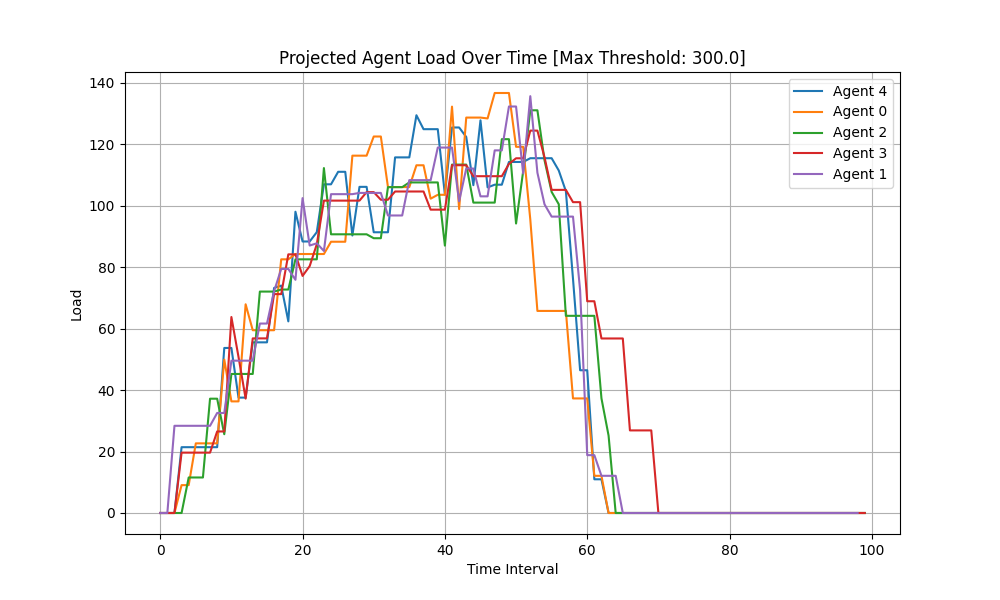 Projected Agent Load Over Time [Max Threshold: 300.0]
140
120
100
80
60
40
20
0
Load
Agent 4
Agent 0
Agent 2
Agent 3
Agent 1
0 20 40 60 80 100
Time Interval